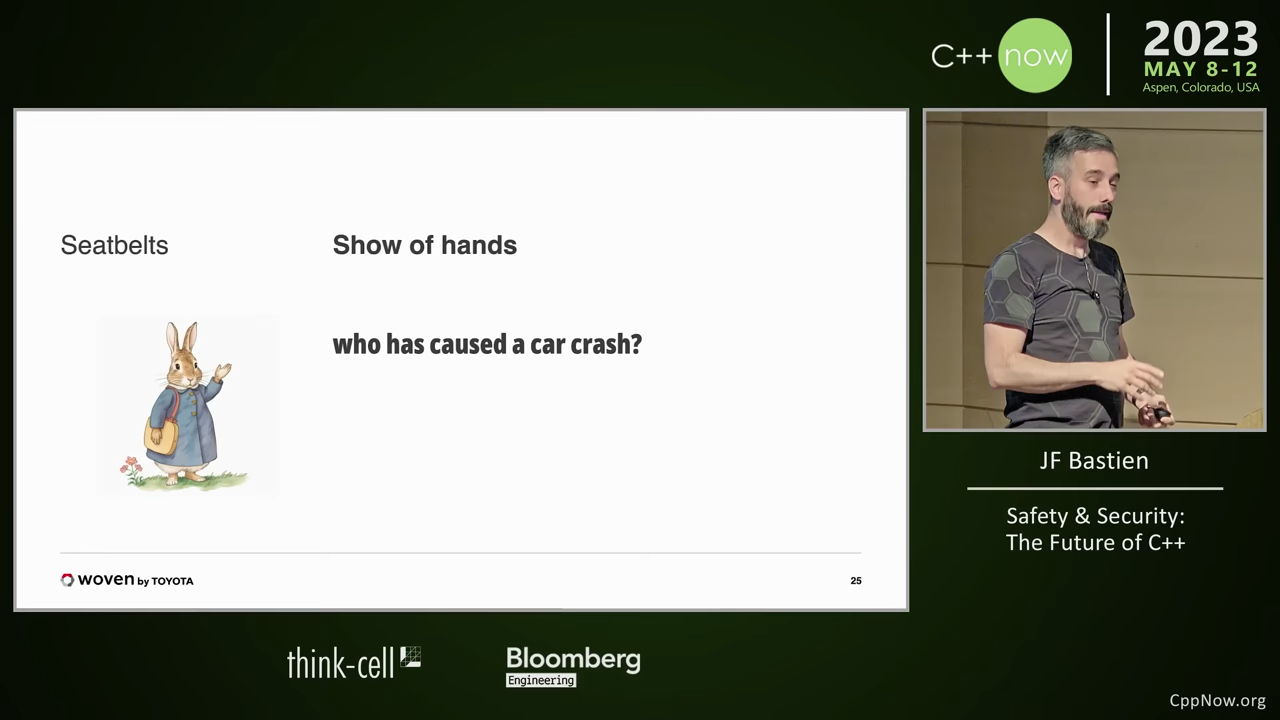 C++ now
2023
MAY 8-12
Aspen, Colorado, USA
Seatbelts
Show of hands
who has caused a car crash?
woven by TOYOTA
25
JF Bastien
Safety & Security:
The Future of C++
think-cell
Bloomberg
Engineering
CppNow.org